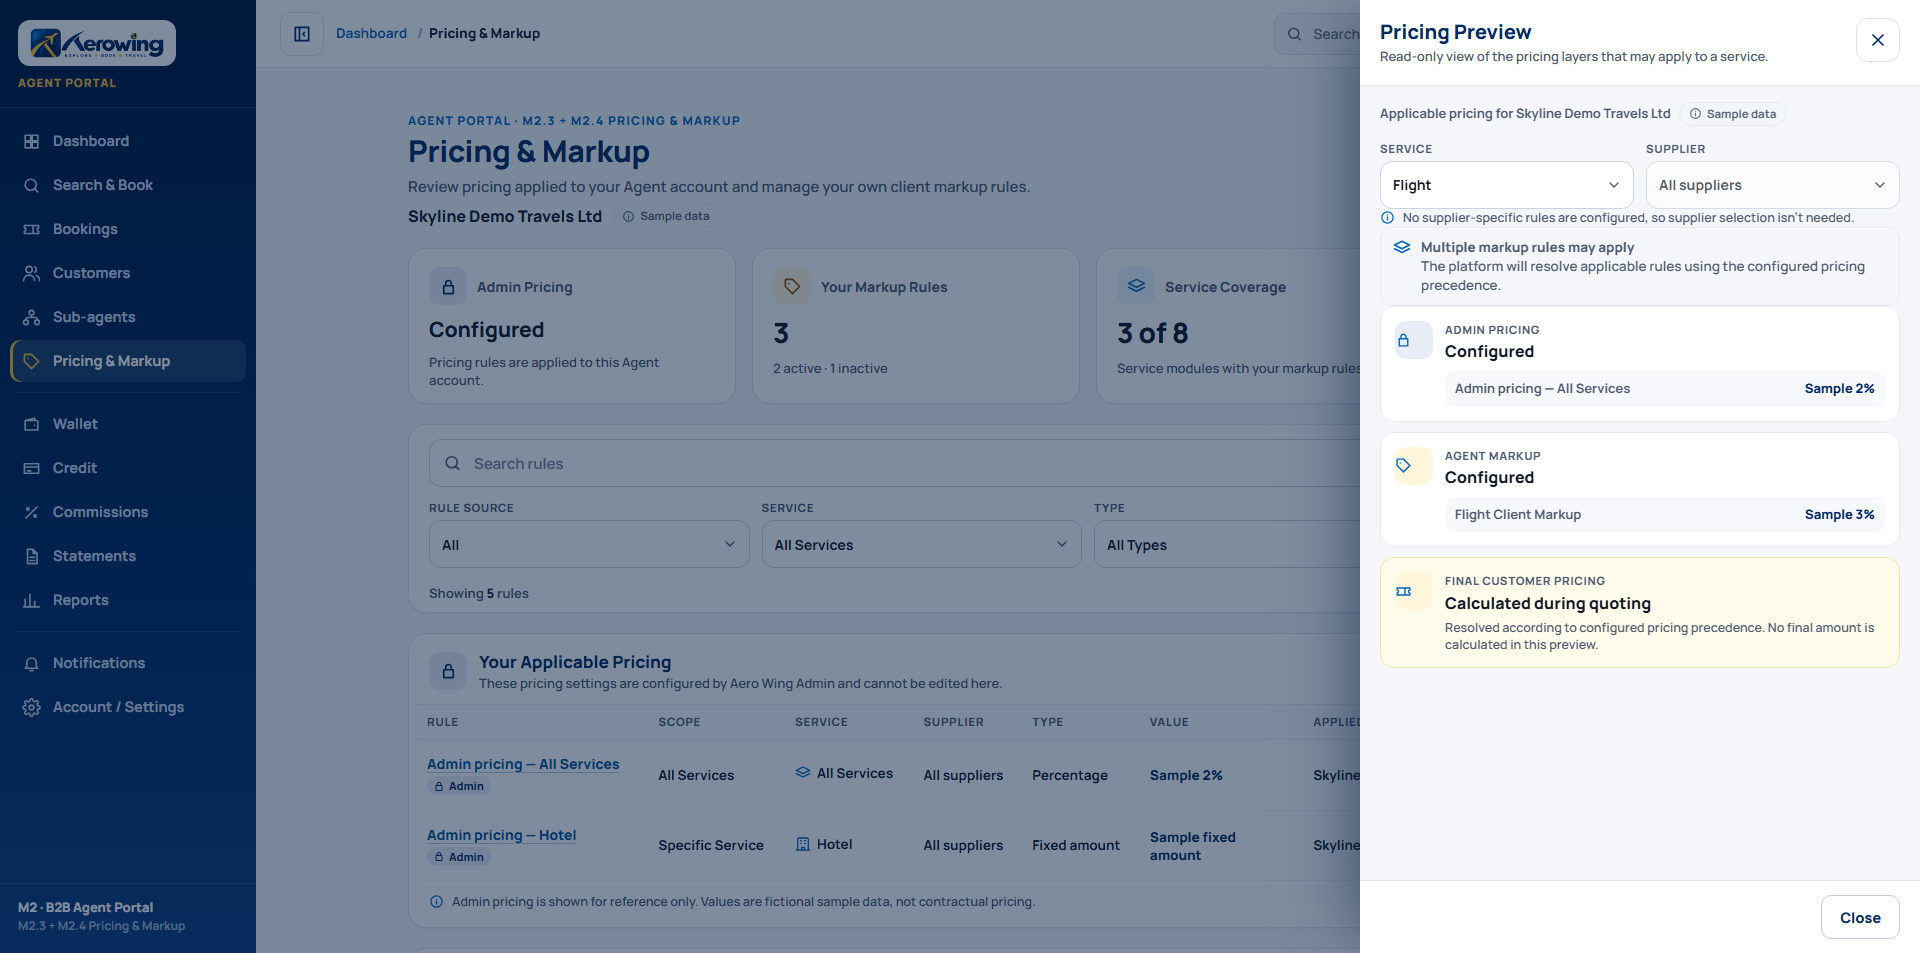 Aerowing
EXPLORE • BOOK • TRAVEL
AGENT PORTAL
Dashboard
Search & Book
Bookings
Customers
Sub-agents
Pricing & Markup
Wallet
Credit
Commissions
Statements
Reports
Notifications
Account / Settings
M2 · B2B Agent Portal
M2.3 + M2.4 Pricing & Markup
Dashboard / Pricing & Markup
Search
AGENT PORTAL · M2.3 + M2.4 PRICING & MARKUP
Pricing & Markup
Review pricing applied to your Agent account and manage your own client markup rules.
Skyline Demo Travels Ltd Sample data
Admin Pricing
Configured
Pricing rules are applied to this Agent
account.
Your Markup Rules
3
2 active · 1 inactive
Service Coverage
3 of 8
Service modules with your markup rules
Search rules
RULE SOURCE SERVICE TYPE
All All Services All Types
Showing 5 rules
Your Applicable Pricing
These pricing settings are configured by Aero Wing Admin and cannot be edited here.
RULE SCOPE SERVICE SUPPLIER TYPE VALUE APPLIED
Admin pricing — All Services
Admin
All Services All Services All suppliers Percentage Sample 2% Skyline
Admin pricing — Hotel
Admin
Specific Service Hotel All suppliers Fixed amount Sample fixed
amount
Skyline
Admin pricing is shown for reference only. Values are fictional sample data, not contractual pricing.
Pricing Preview
Read-only view of the pricing layers that may apply to a service.
Applicable pricing for Skyline Demo Travels Ltd Sample data
SERVICE SUPPLIER
Flight All suppliers
No supplier-specific rules are configured, so supplier selection isn't needed.
Multiple markup rules may apply
The platform will resolve applicable rules using the configured pricing
precedence.
ADMIN PRICING
Configured
Admin pricing — All Services Sample 2%
AGENT MARKUP
Configured
Flight Client Markup Sample 3%
FINAL CUSTOMER PRICING
Calculated during quoting
Resolved according to configured pricing precedence. No final amount is
calculated in this preview.
Close